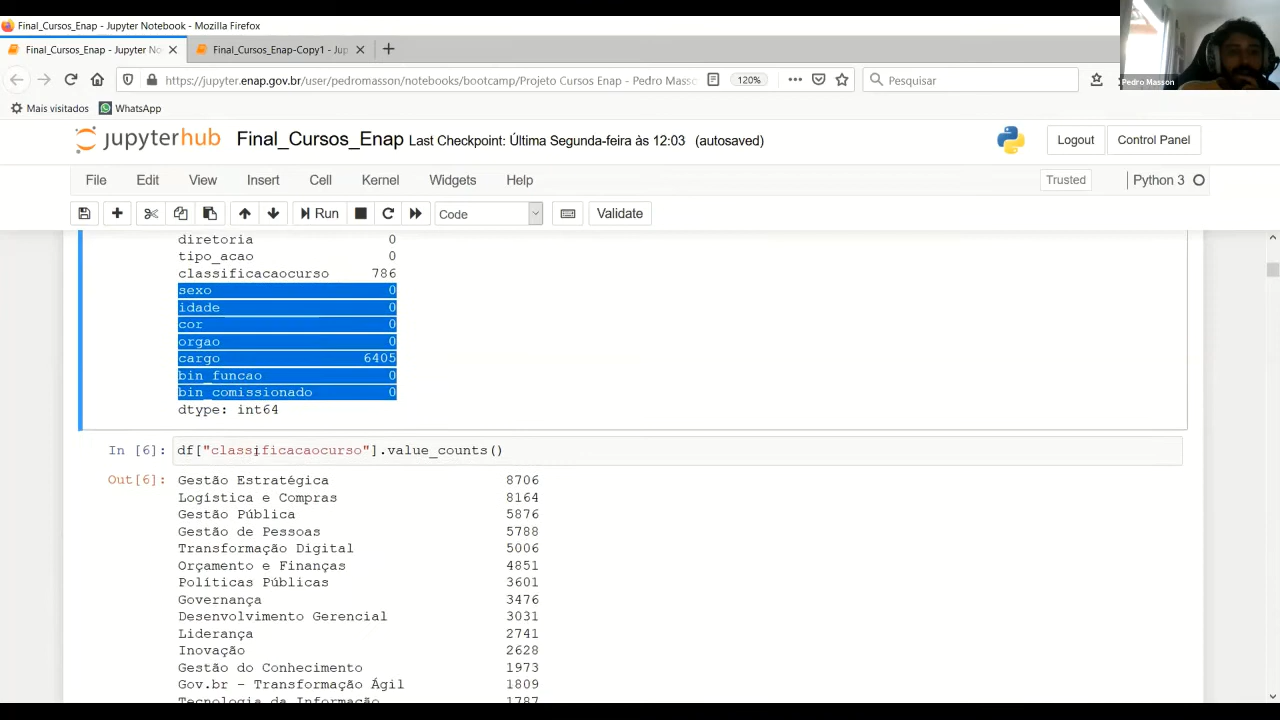 Final_Cursos_Enap - Jupyter Notebook - Mozilla Firefox
Final_Cursos_Enap - Jupyter No
Final_Cursos_Enap-Copy1 - Jup
https://jupyter.enap.gov.br/user/pedromasson/notebooks/bootcamp/Projeto Cursos Enap - Pedro Mass
120%
Pesquisar
Pedro Masson
Mais visitados
WhatsApp
jupyterhub
Final_Cursos_Enap Last Checkpoint: Última Segunda-feira às 12:03 (autosaved)
Logout
Control Panel
File Edit View Insert Cell Kernel Widgets Help
Trusted
Python 3
Run
Code
Validate
diretoria 0
tipo_acao 0
classificacaocurso 786
sexo 0
idade 0
cor 0
orgao 0
cargo 6405
bin_funcao 0
bin_comissionado 0
dtype: int64
In [6]: df["classificacaocurso"].value_counts()
Out[6]: Gestão Estratégica 8706
Logística e Compras 8164
Gestão Pública 5876
Gestão de Pessoas 5788
Transformação Digital 5006
Orçamento e Finanças 4851
Políticas Públicas 3601
Governança 3476
Desenvolvimento Gerencial 3031
Liderança 2741
Inovação 2628
Gestão do Conhecimento 1973
Gov.br - Transformação Ágil 1809
Tecnologia da Informação 1787